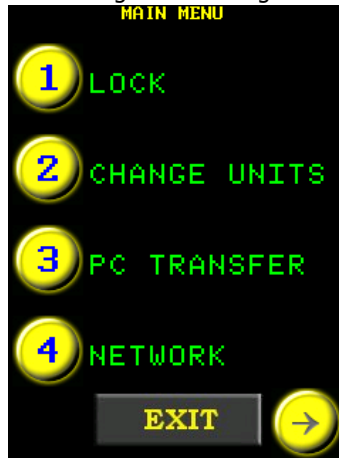 MAIN MENU
1 LOCK
2 CHANGE UNITS
3 PC TRANSFER
4 NETWORK
EXIT →